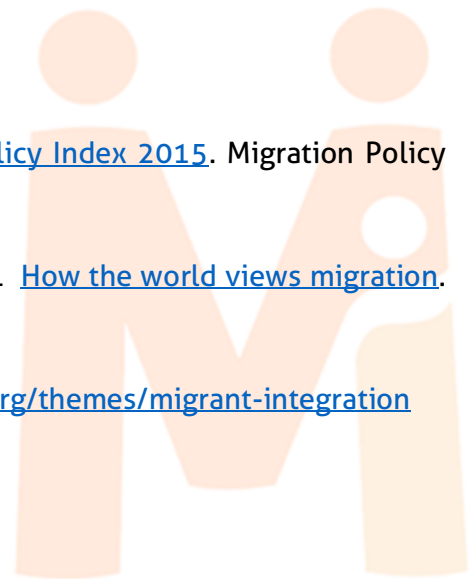 licy Index 2015. Migration Policy
. How the world views migration.
rg/themes/migrant-integration